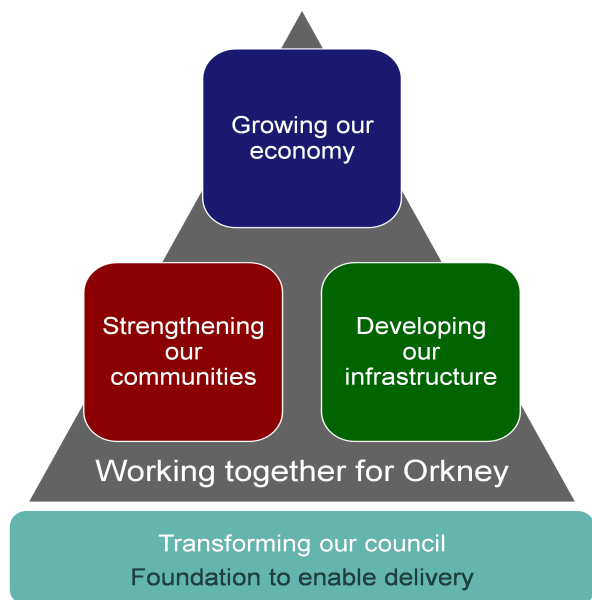 Growing our
economy
Strengthening
our
communities
Developing
our
infrastructure
Working together for Orkney
Transforming our council
Foundation to enable delivery